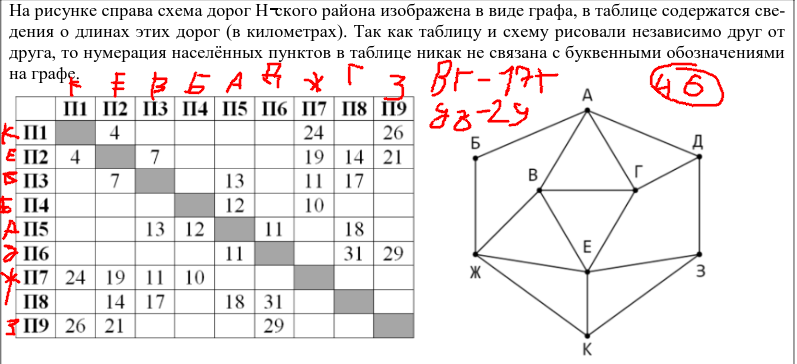 На рисунке справа схема дорог Н-ского района изображена в виде графа, в таблице содержатся све-
дения о длинах этих дорог (в километрах). Так как таблицу и схему рисовали независимо друг от
друга, то нумерация населённых пунктов в таблице никак не связана с буквенными обозначениями
на графе.
К Е В Б А Д Ж Г З
П1 П2 П3 П4 П5 П6 П7 П8 П9
К П1 4 24 26
Е П2 4 7 19 14 21
В П3 7 13 11 17
Б П4 12 10
А П5 13 12 11 18
Д П6 11 31 29
Ж П7 24 19 11 10
Г П8 14 17 18 31
З П9 26 21 29
ВГ-17+
ДЗ-29
46
А
Б
Д
В
Г
Е
Ж
З
К